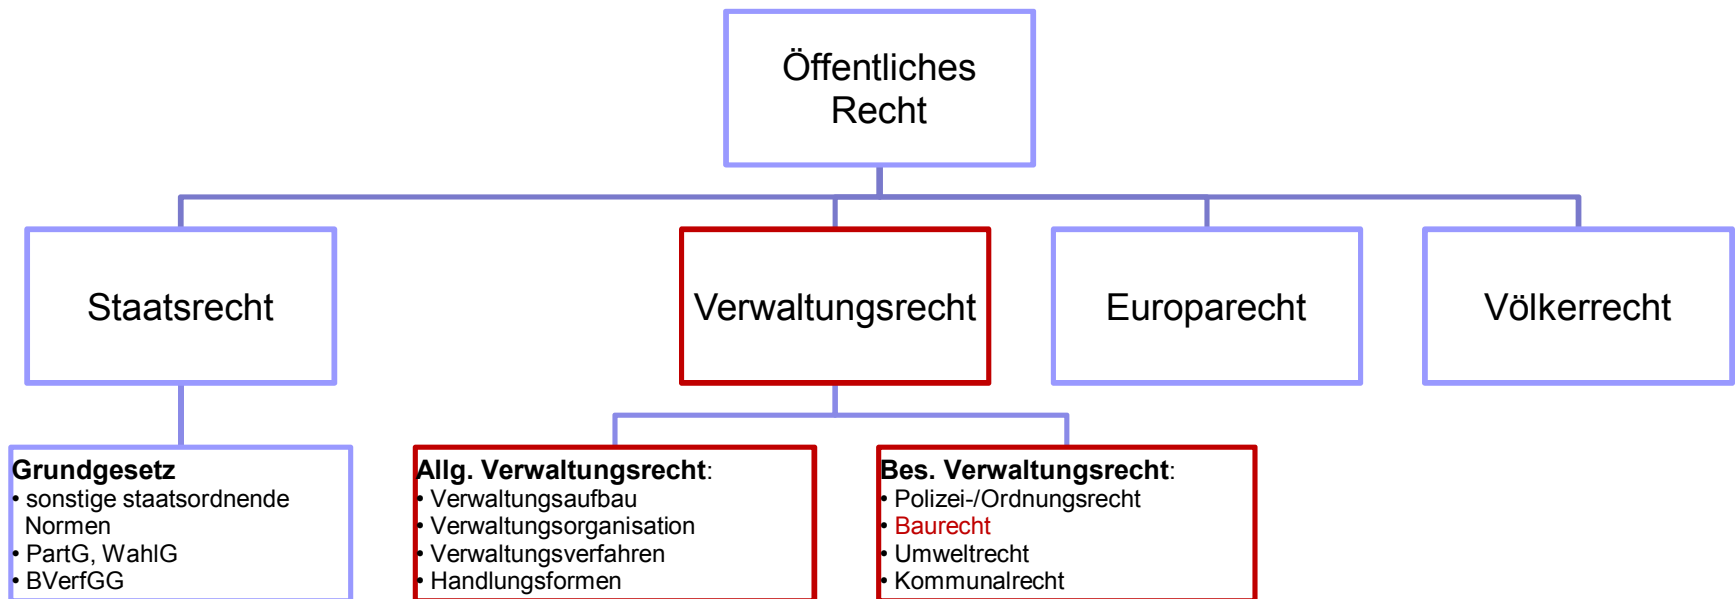 Öffentliches
Recht
Staatsrecht
Verwaltungsrecht
Europarecht
Völkerrecht
Grundgesetz
• sonstige staatsordnende
Normen
• PartG, WahlG
• BVerfGG
Allg. Verwaltungsrecht:
• Verwaltungsaufbau
• Verwaltungsorganisation
• Verwaltungsverfahren
• Handlungsformen
Bes. Verwaltungsrecht:
• Polizei-/Ordnungsrecht
• Baurecht
• Umweltrecht
• Kommunalrecht